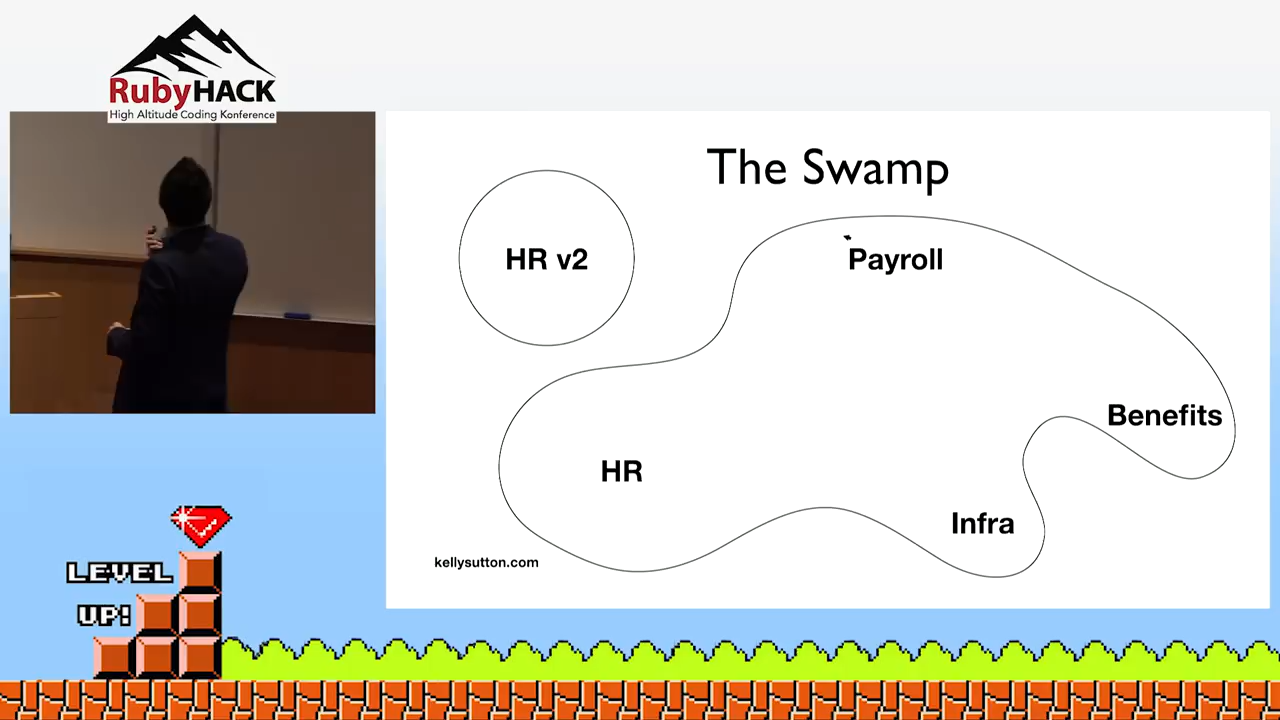 RubyHACK
High Altitude Coding Konference
The Swamp
HR v2
Payroll
Benefits
HR
Infra
kellysutton.com
LEVEL
UP!